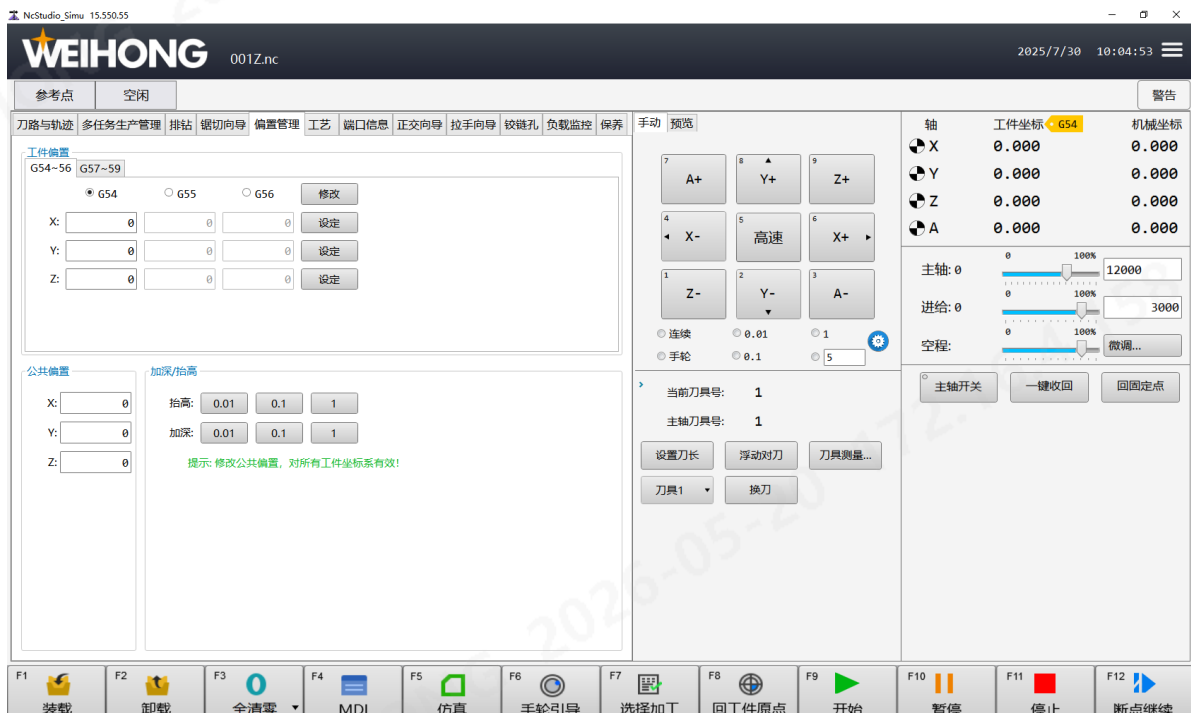 NcStudio_Simu 15.550.55
WEIHONG 001Z.nc 2025/7/30 10:04:53
参考点 空闲 警告
刀路与轨迹 多任务生产管理 排钻 锯切向导 偏置管理 工艺 端口信息 正交向导 拉手向导 铰链孔 负载监控 保养
工件偏置
G54~56 G57~59
G54 G55 G56 修改
X: 0 0 0 设定
Y: 0 0 0 设定
Z: 0 0 0 设定
公共偏置
X: 0
Y: 0
Z: 0
加深/抬高
抬高: 0.01 0.1 1
加深: 0.01 0.1 1
提示: 修改公共偏置，对所有工件坐标系有效!
手动 预览
7 A+ 8 Y+ 9 Z+
4 X- 5 高速 6 X+
1 Z- 2 Y- 3 A-
连续 0.01 1
手轮 0.1 5
当前刀具号: 1
主轴刀具号: 1
设置刀长 浮动对刀 刀具测量...
刀具1 换刀
轴 工件坐标 G54 机械坐标
X 0.000 0.000
Y 0.000 0.000
Z 0.000 0.000
A 0.000 0.000
主轴: 0 0 100% 12000
进给: 0 0 100% 3000
空程: 0 100% 微调...
主轴开关 一键收回 回固定点
F1 装载 F2 卸载 F3 全清零 F4 MDI F5 仿真 F6 手轮引导 F7 选择加工 F8 回工件原点 F9 开始 F10 暂停 F11 停止 F12 断点继续